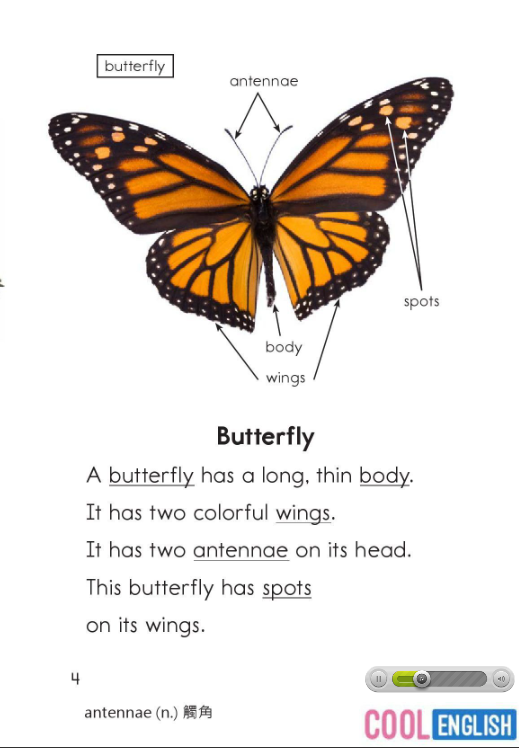 butterfly
antennae
spots
body
wings
Butterfly
A butterfly has a long, thin body.
It has two colorful wings.
It has two antennae on its head.
This butterfly has spots
on its wings.
4
antennae (n.) 觸角
COOL ENGLISH